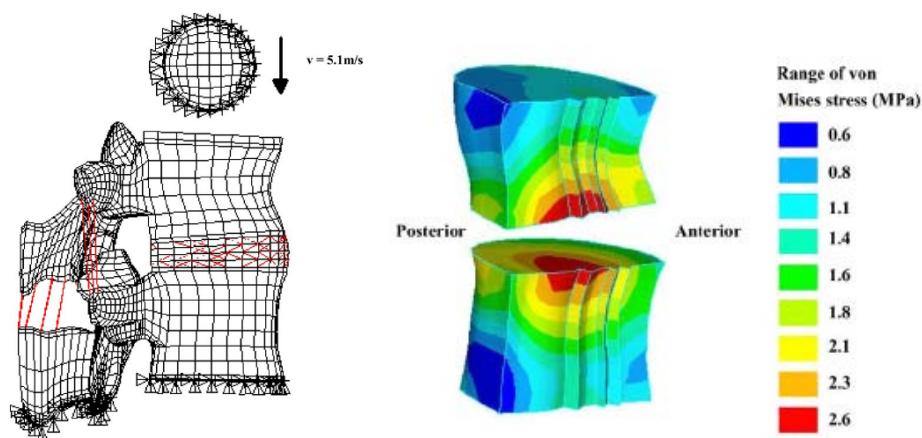 v = 5.1m/s
Posterior
Anterior
Range of von
Mises stress (MPa)
0.6
0.8
1.1
1.4
1.6
1.8
2.1
2.3
2.6